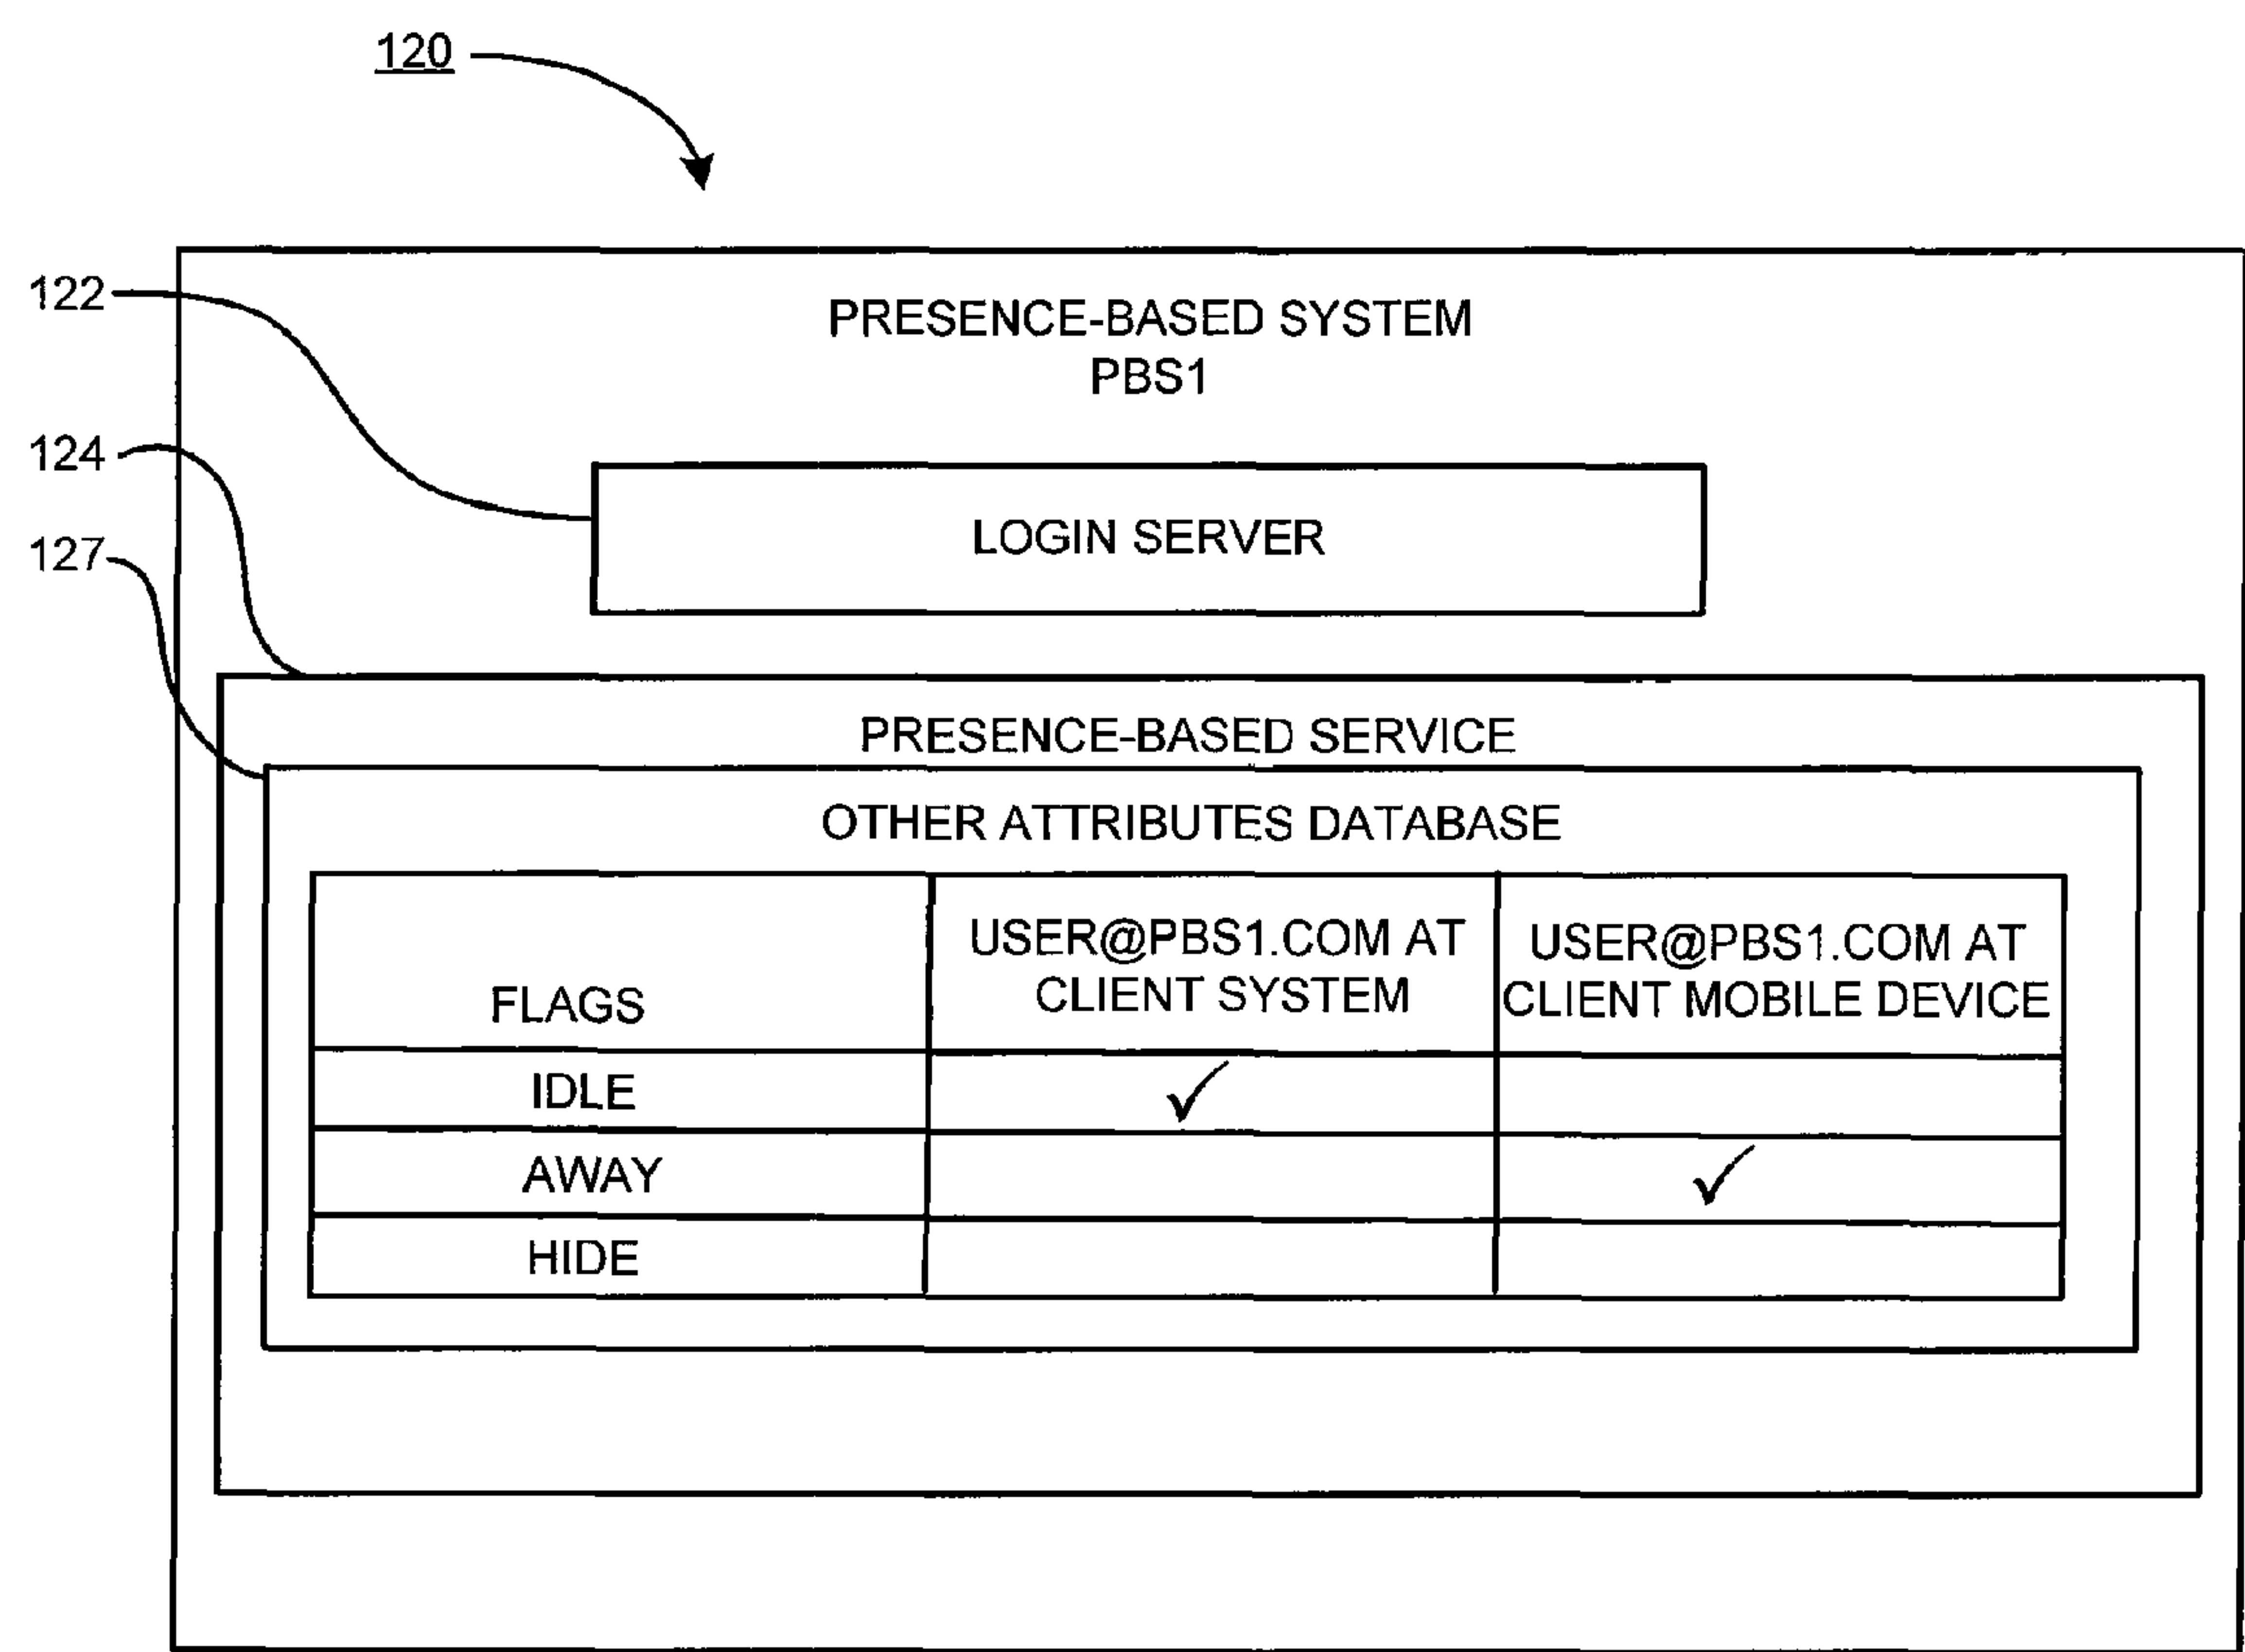 120
122
PRESENCE-BASED SYSTEM
PBS1
124
LOGIN SERVER
127
PRESENCE-BASED SERVICE
OTHER ATTRIBUTES DATABASE
FLAGS
USER@PBS1.COM AT
CLIENT SYSTEM
USER@PBS1.COM AT
CLIENT MOBILE DEVICE
IDLE
✓
AWAY
✓
HIDE